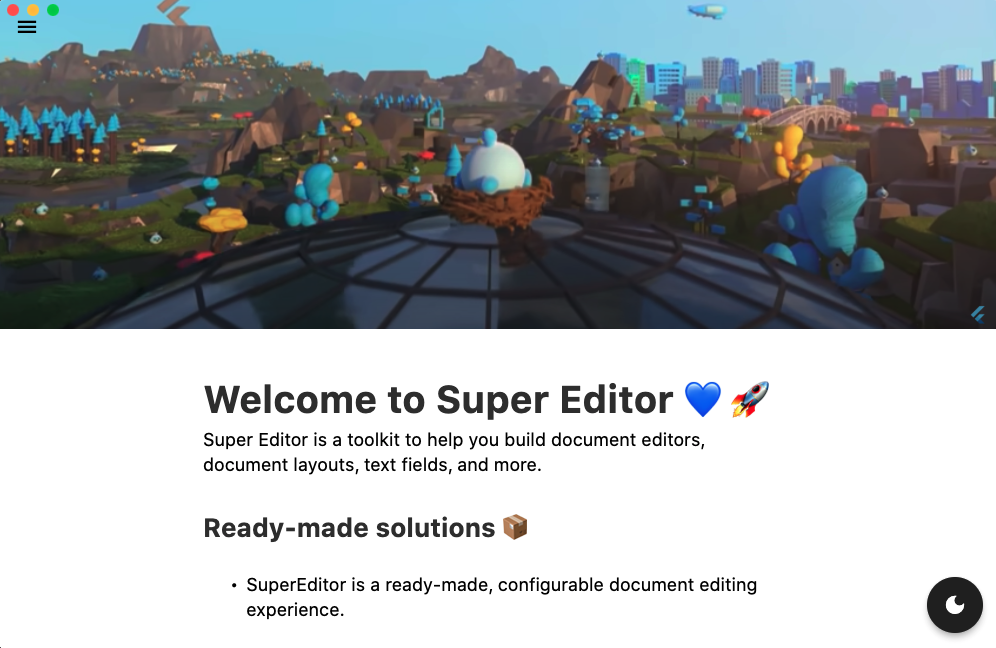 Welcome to Super Editor 💙 🚀
Super Editor is a toolkit to help you build document editors,
document layouts, text fields, and more.
Ready-made solutions 📦
• SuperEditor is a ready-made, configurable document editing
experience.